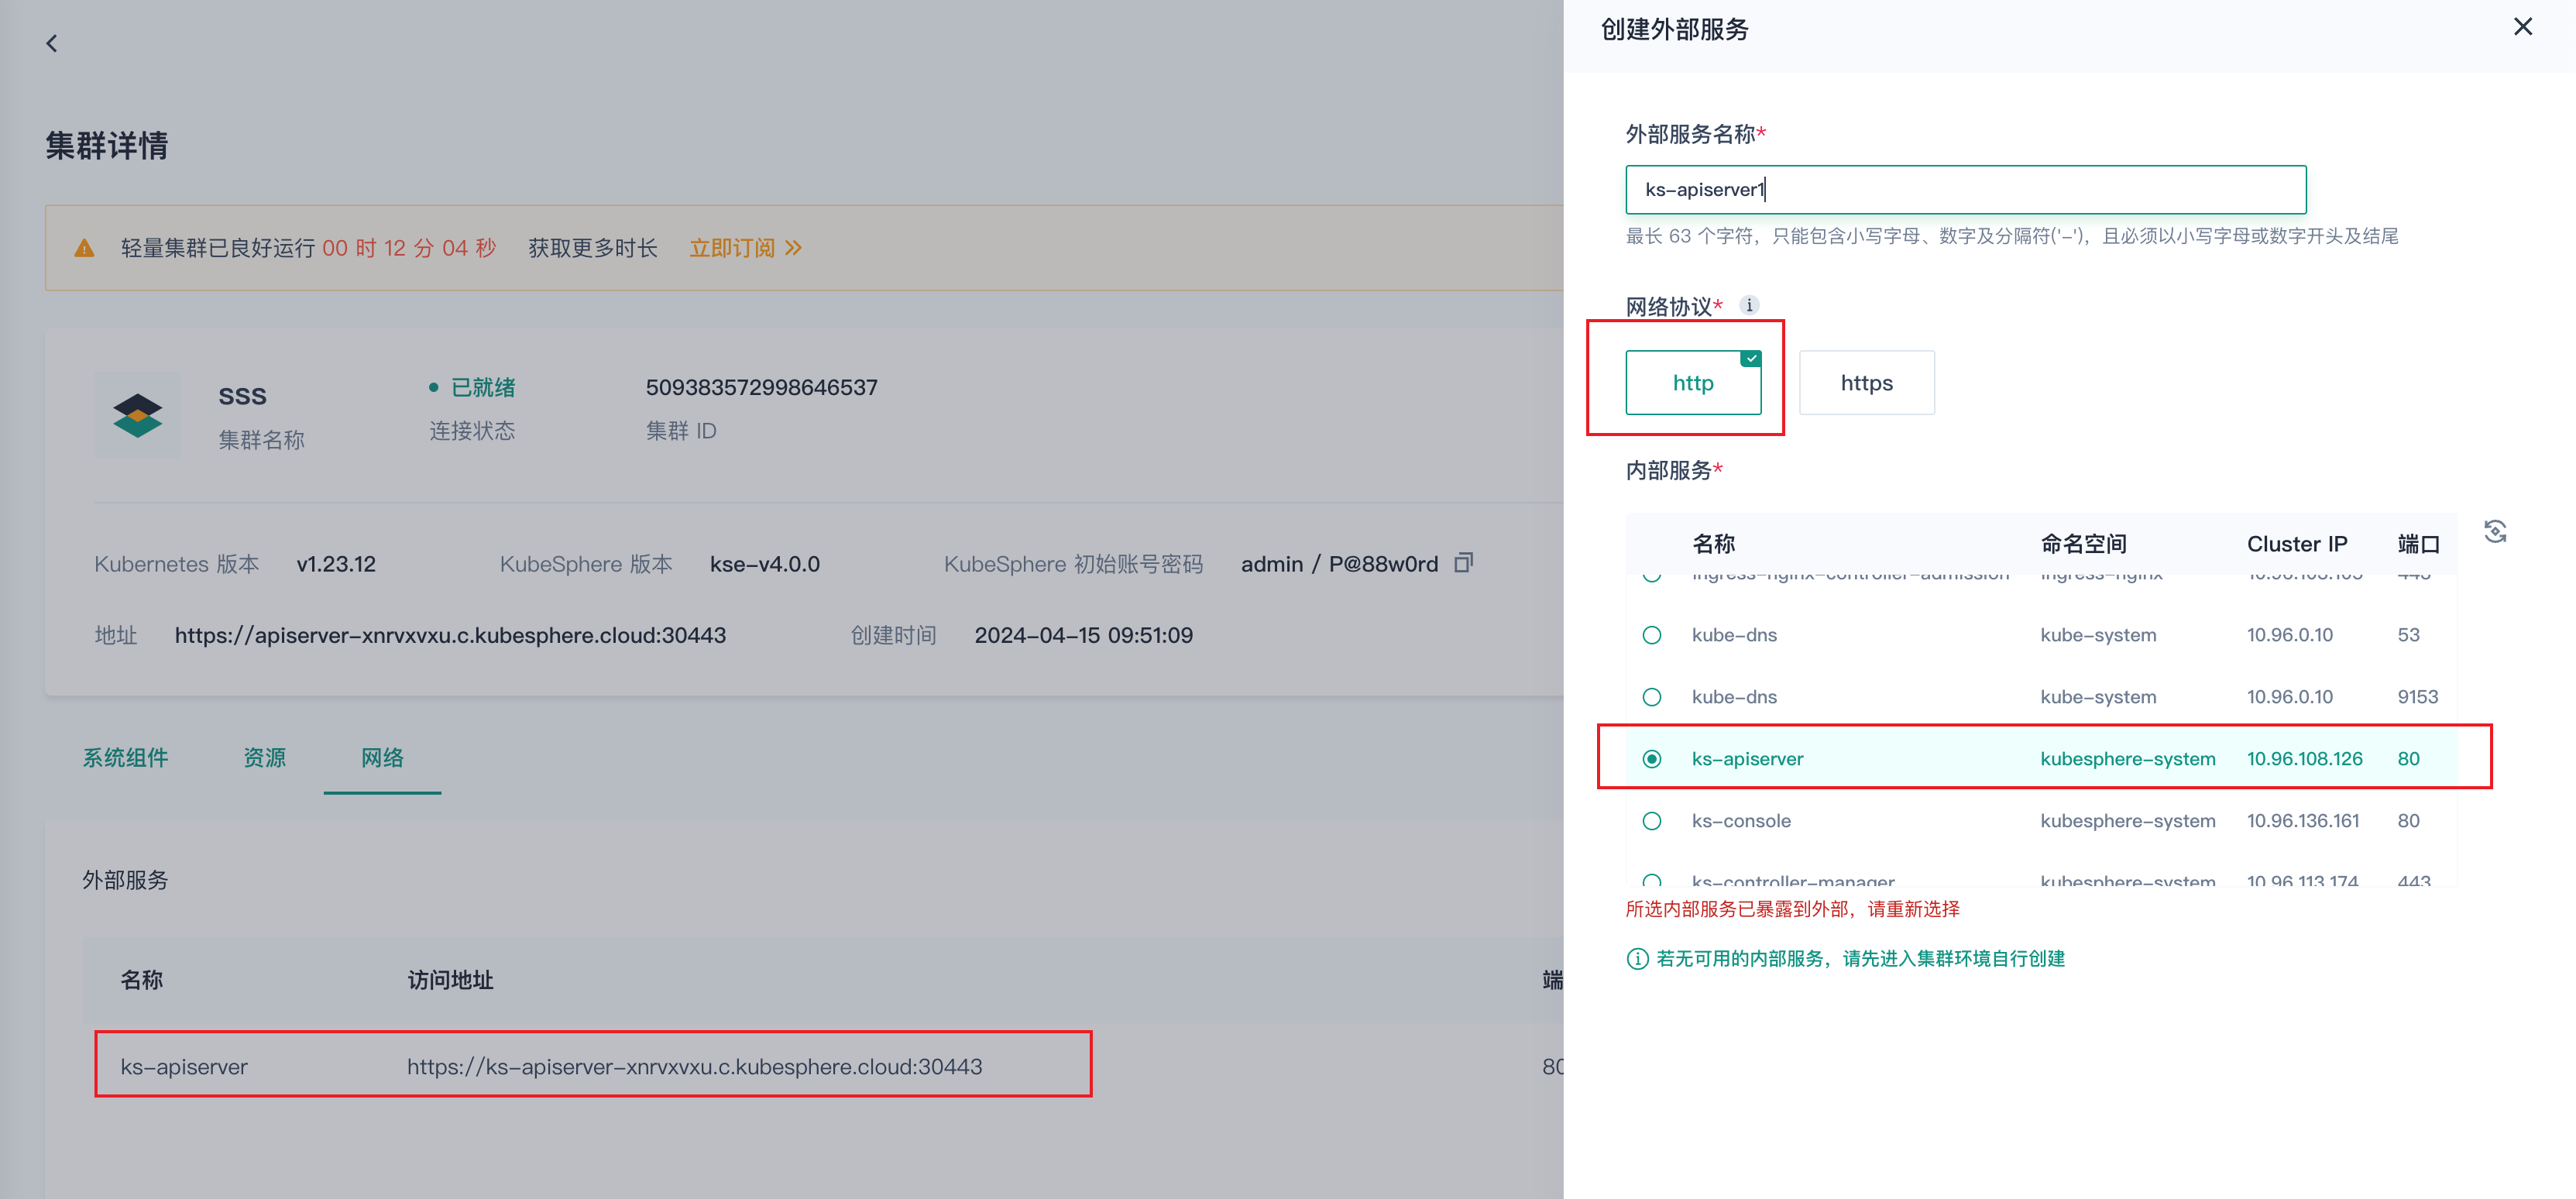 集群详情
轻量集群已良好运行 00 时 12 分 04 秒 获取更多时长 立即订阅
sss
集群名称
已就绪
连接状态
509383572998646537
集群 ID
Kubernetes 版本 v1.23.12 KubeSphere 版本 kse-v4.0.0 KubeSphere 初始账号密码 admin / P@88w0rd
地址 https://apiserver-xnrvxvxu.c.kubesphere.cloud:30443 创建时间 2024-04-15 09:51:09
系统组件 资源 网络
外部服务
名称 访问地址 端
ks-apiserver https://ks-apiserver-xnrvxvxu.c.kubesphere.cloud:30443 80
创建外部服务
外部服务名称*
ks-apiserver1
最长 63 个字符，只能包含小写字母、数字及分隔符('-')，且必须以小写字母或数字开头及结尾
网络协议*
http https
内部服务*
名称 命名空间 Cluster IP 端口
ingress-nginx-controller-admission ingress-nginx 443
kube-dns kube-system 10.96.0.10 53
kube-dns kube-system 10.96.0.10 9153
ks-apiserver kubesphere-system 10.96.108.126 80
ks-console kubesphere-system 10.96.136.161 80
ks-controller-manager kubesphere-system 10.96.113.174 443
所选内部服务已暴露到外部，请重新选择
若无可用的内部服务，请先进入集群环境自行创建